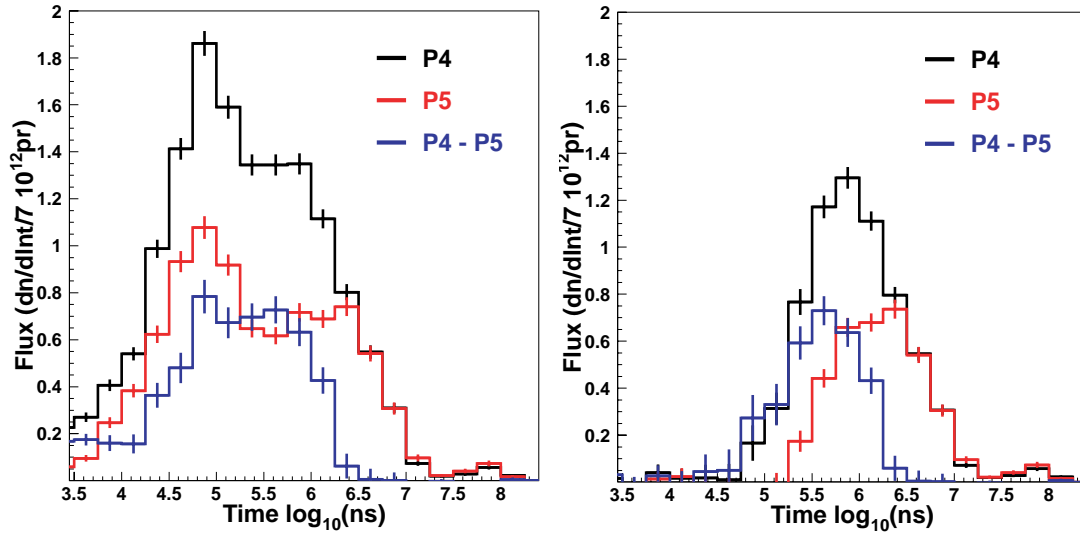 2
1.8
1.6
1.4
1.2
1
0.8
0.6
0.4
0.2
Flux (dn/dlnt/7 10¹²pr)
P4
P5
P4 - P5
3.5 4 4.5 5 5.5 6 6.5 7 7.5 8
Time log₁₀(ns)
2
1.8
1.6
1.4
1.2
1
0.8
0.6
0.4
0.2
Flux (dn/dlnt/7 10¹²pr)
P4
P5
P4 - P5
3.5 4 4.5 5 5.5 6 6.5 7 7.5 8
Time log₁₀(ns)